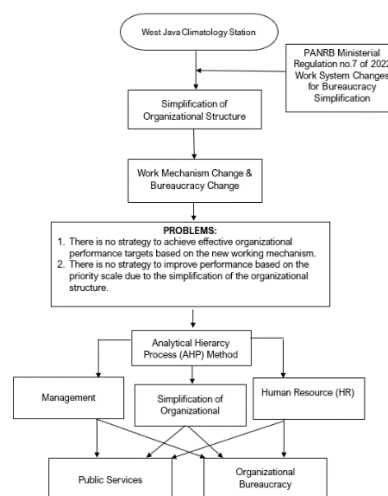 West Java Climatology Station
PANRB Ministerial
Regulation no.7 of 2022
Work System Changes
for Bureaucracy
Simplification
Simplification of
Organizational Structure
Work Mechanism Change &
Bureaucracy Change
PROBLEMS:
1. There is no strategy to achieve effective organizational
performance targets based on the new working mechanism.
2. There is no strategy to improve performance based on the
priority scale due to the simplification of the organizational
structure.
Analytical Hierarcy
Process (AHP) Method
Management
Simplification of
Organizational
Human Resource (HR)
Public Services
Organizational
Bureaucracy